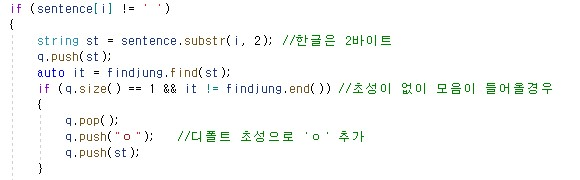 if (sentence[i] != ' ')
{
string st = sentence.substr(i, 2); //한글은 2바이트
q.push(st);
auto it = findjung.find(st);
if (q.size() == 1 && it != findjung.end()) //초성이 없이 모음이 들어올경우
{
q.pop();
q.push("ㅇ"); //디폴트 초성으로 'ㅇ' 추가
q.push(st);
}